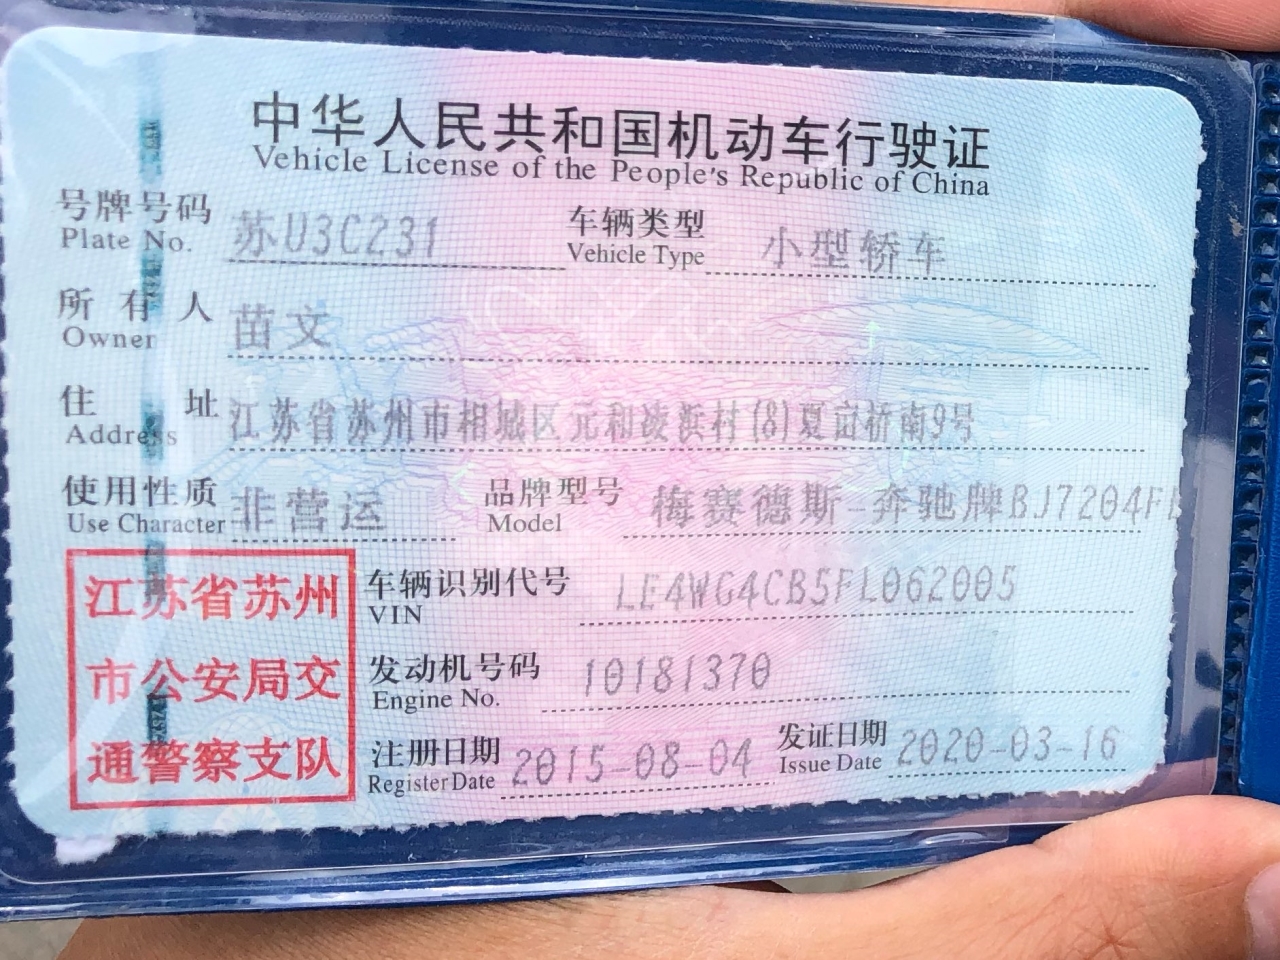 中华人民共和国机动车行驶证
Vehicle License of the People's Republic of China
号牌号码 苏U3C231 车辆类型 小型轿车
Plate No. Vehicle Type
所有人 苗文
Owner
住址 江苏省苏州市相城区元和凌浜村(8)夏亩桥南9号
Address
使用性质 非营运 品牌型号 梅赛德斯-奔驰牌BJ7204FE
Use Character Model
江苏省苏州
市公安局交
通警察支队
车辆识别代号 LE4WG4CB5FL062005
VIN
发动机号码 10181370
Engine No.
注册日期 2015-08-04 发证日期 2020-03-16
Register Date Issue Date